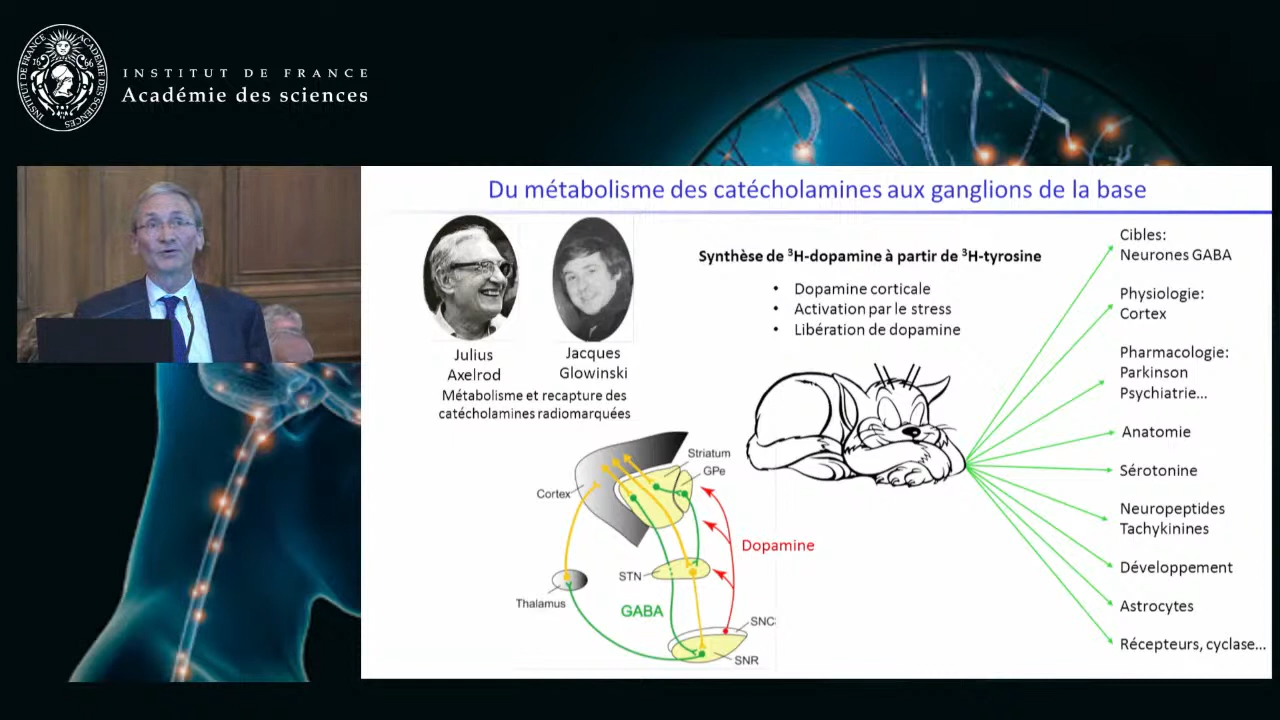 INSTITUT DE FRANCE
Académie des sciences
Du métabolisme des catécholamines aux ganglions de la base
Julius
Axelrod
Jacques
Glowinski
Métabolisme et recapture des
catécholamines radiomarquées
Synthèse de ³H-dopamine à partir de ³H-tyrosine
• Dopamine corticale
• Activation par le stress
• Libération de dopamine
Striatum
GPe
Cortex
Dopamine
STN
Thalamus
GABA
SNC
SNR
Cibles:
Neurones GABA
Physiologie:
Cortex
Pharmacologie:
Parkinson
Psychiatrie...
Anatomie
Sérotonine
Neuropeptides
Tachykinines
Développement
Astrocytes
Récepteurs, cyclase...